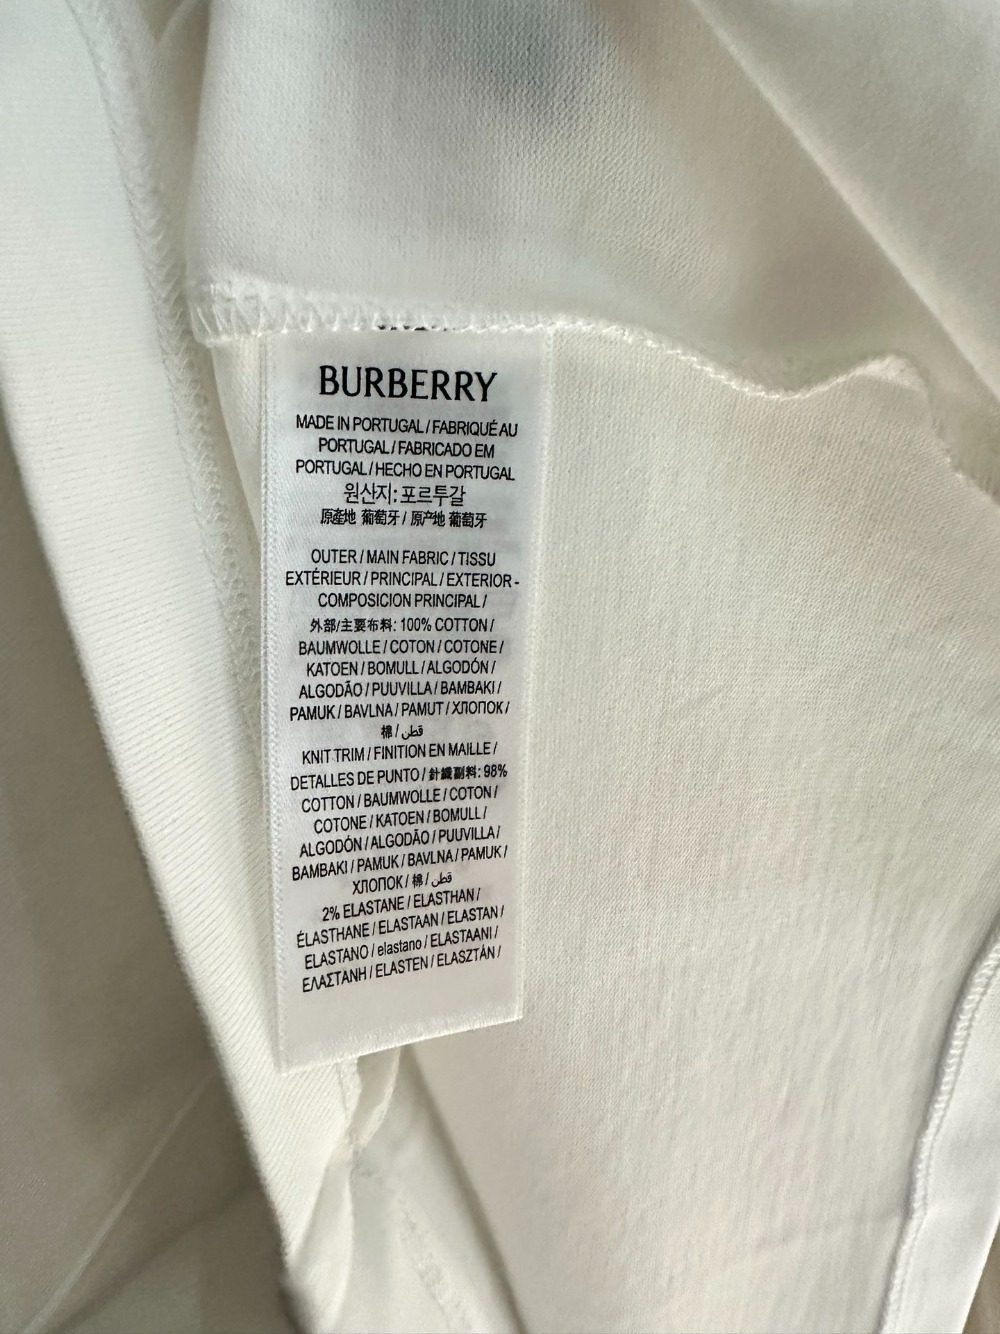 BURBERRY
MADE IN PORTUGAL / FABRIQUÉ AU
PORTUGAL / FABRICADO EM
PORTUGAL / HECHO EN PORTUGAL
원산지: 포르투갈
原產地 葡萄牙 / 原产地 葡萄牙
OUTER / MAIN FABRIC / TISSU
EXTÉRIEUR / PRINCIPAL / EXTERIOR -
COMPOSICION PRINCIPAL /
外部/主要布料: 100% COTTON /
BAUMWOLLE / COTON / COTONE /
KATOEN / BOMULL / ALGODÓN /
ALGODÃO / PUUVILLA / BAMBAKI /
PAMUK / BAVLNA / PAMUT / ХЛОПОК /
棉 / قطن
KNIT TRIM / FINITION EN MAILLE /
DETALLES DE PUNTO / 針織副料: 98%
COTTON / BAUMWOLLE / COTON /
COTONE / KATOEN / BOMULL /
ALGODÓN / ALGODÃO / PUUVILLA /
BAMBAKI / PAMUK / BAVLNA / PAMUK /
ХЛОПОК / 棉 / قطن
2% ELASTANE / ELASTHAN /
ÉLASTHANE / ELASTAAN / ELASTAN /
ELASTANO / elastano / ELASTAANI /
ΕΛΑΣΤΑΝΗ / ELASTEN / ELASZTÁN /